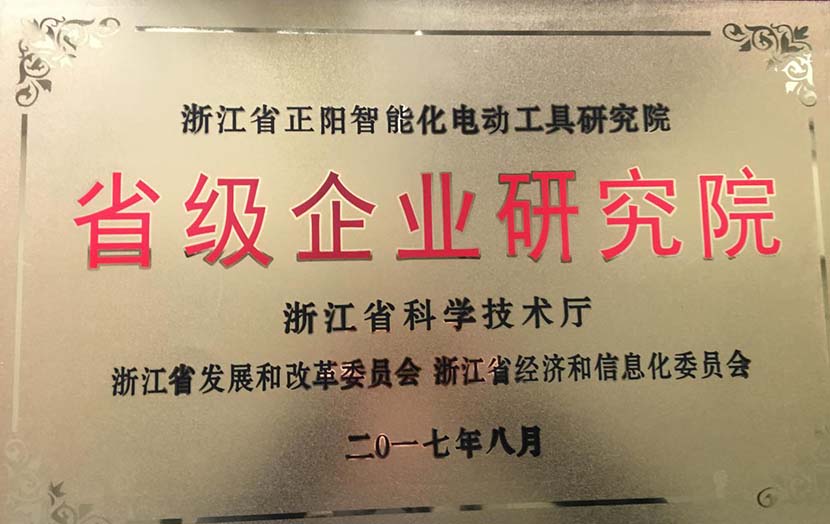 浙江省正阳智能化电动工具研究院
省级企业研究院
浙江省科学技术厅
浙江省发展和改革委员会 浙江省经济和信息化委员会
二0一七年八月